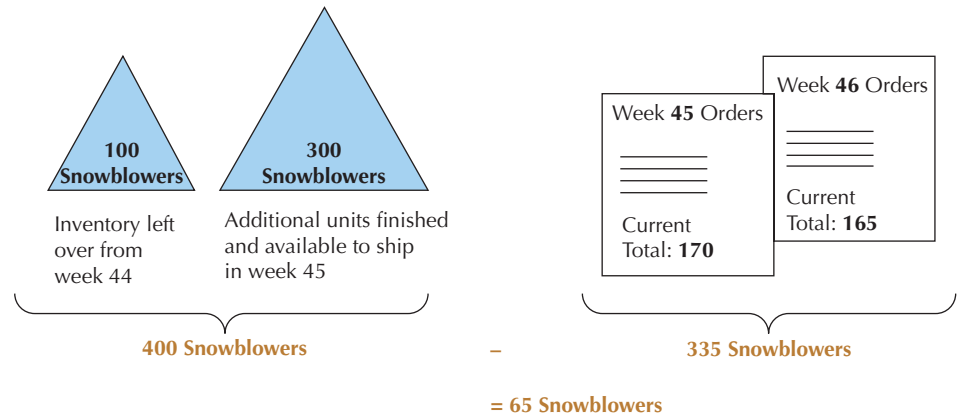 100
Snowblowers
Inventory left
over from
week 44
300
Snowblowers
Additional units finished
and available to ship
in week 45
400 Snowblowers
–
Week 45 Orders
Current
Total: 170
Week 46 Orders
Current
Total: 165
335 Snowblowers
= 65 Snowblowers